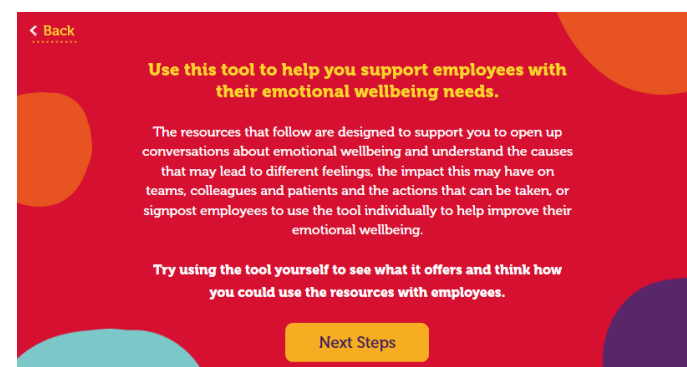 Back
Use this tool to help you support employees with
their emotional wellbeing needs.
The resources that follow are designed to support you to open up
conversations about emotional wellbeing and understand the causes
that may lead to different feelings, the impact this may have on
teams, colleagues and patients and the actions that can be taken, or
signpost employees to use the tool individually to help improve their
emotional wellbeing.
Try using the tool yourself to see what it offers and think how
you could use the resources with employees.
Next Steps